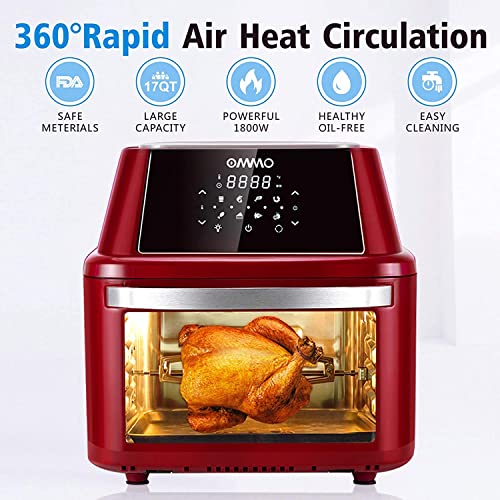 360°Rapid Air Heat Circulation
FDA
17QT
SAFE METERIALS
LARGE CAPACITY
POWERFUL 1800W
HEALTHY OIL-FREE
EASY CLEANING
OMMO
8888